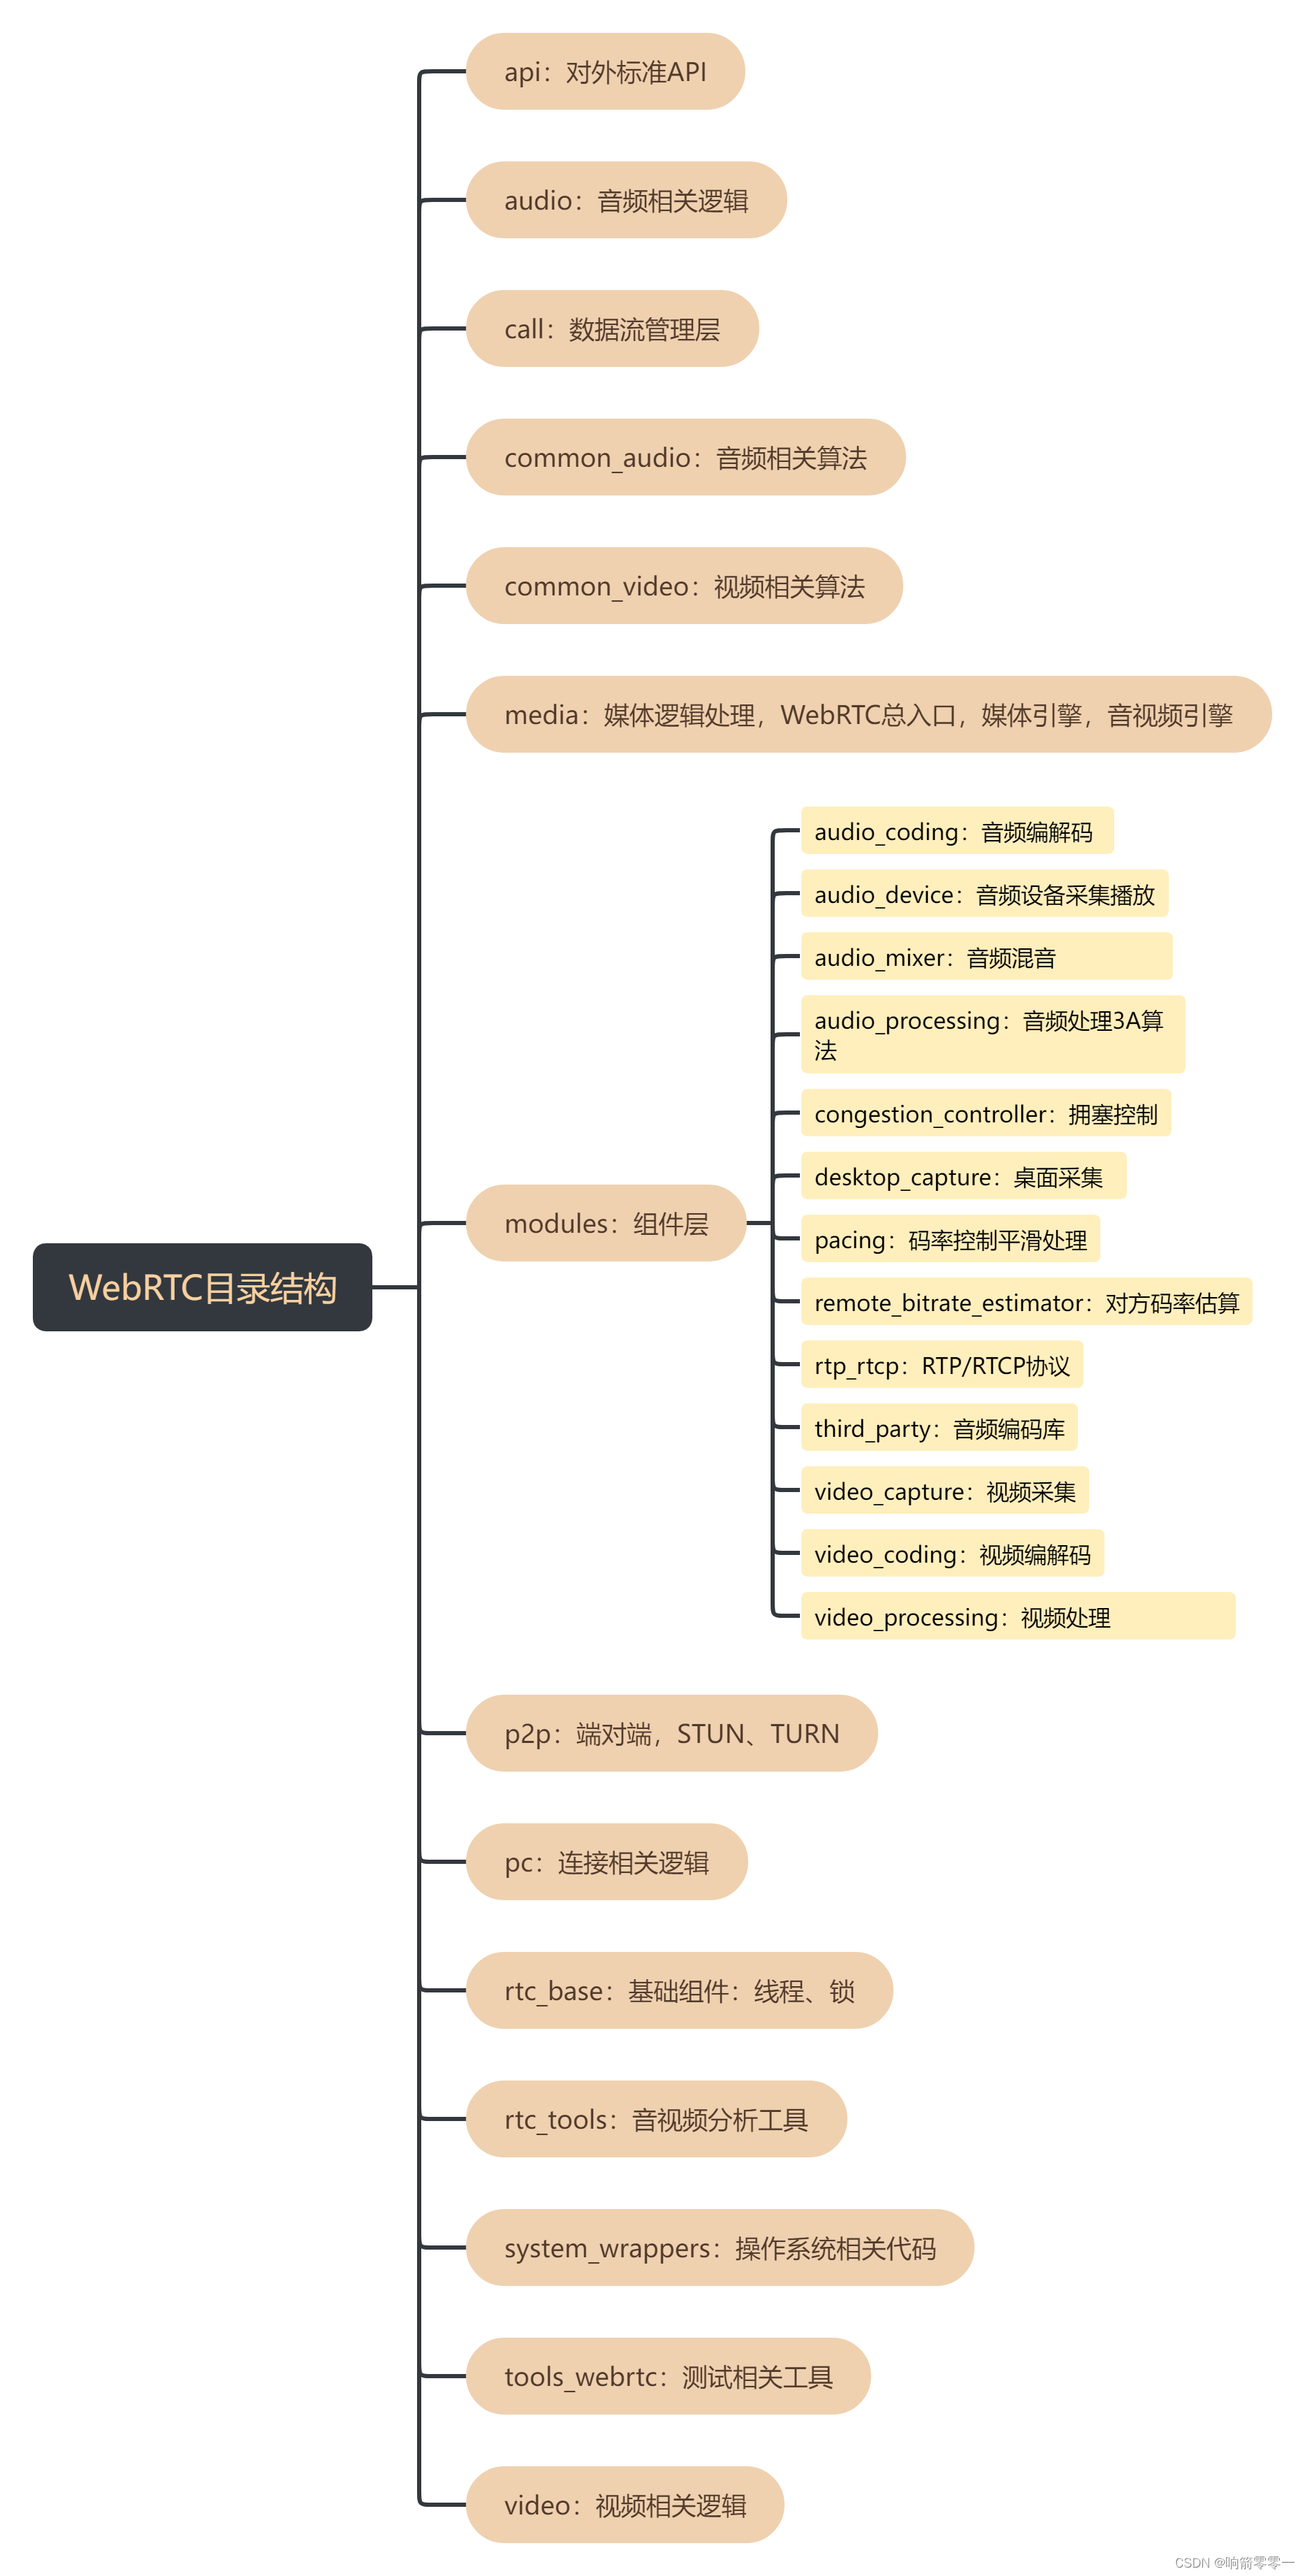 WebRTC目录结构
api：对外标准API
audio：音频相关逻辑
call：数据流管理层
common_audio：音频相关算法
common_video：视频相关算法
media：媒体逻辑处理，WebRTC总入口，媒体引擎，音视频引擎
modules：组件层
audio_coding：音频编解码
audio_device：音频设备采集播放
audio_mixer：音频混音
audio_processing：音频处理3A算
法
congestion_controller：拥塞控制
desktop_capture：桌面采集
pacing：码率控制平滑处理
remote_bitrate_estimator：对方码率估算
rtp_rtcp：RTP/RTCP协议
third_party：音频编码库
video_capture：视频采集
video_coding：视频编解码
video_processing：视频处理
p2p：端对端，STUN、TURN
pc：连接相关逻辑
rtc_base：基础组件：线程、锁
rtc_tools：音视频分析工具
system_wrappers：操作系统相关代码
tools_webrtc：测试相关工具
video：视频相关逻辑
CSDN @响箭零零一